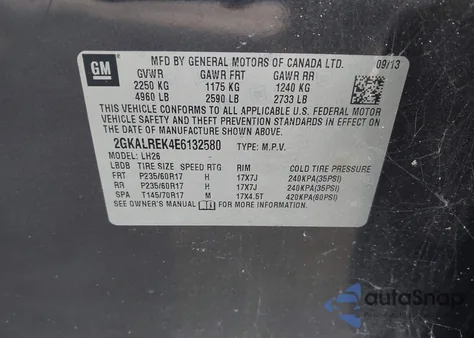 GM
MFD BY GENERAL MOTORS OF CANADA LTD. 09/13
GVWR GAWR FRT GAWR RR
2250 KG 1175 KG 1240 KG
4960 LB 2590 LB 2733 LB
THIS VEHICLE CONFORMS TO ALL APPLICABLE U.S. FEDERAL MOTOR
VEHICLE SAFETY AND THEFT PREVENTION STANDARDS IN EFFECT
ON THE DATE OF MANUFACTURE SHOWN ABOVE.
2GKALREK4E6132580 TYPE: M.P.V.
MODEL: LH26
LBDB TIRE SIZE SPEED RTG RIM COLD TIRE PRESSURE
FRT P235/60R17 H 17X7J 240KPA(35PSI)
RR P235/60R17 H 17X7J 240KPA(35PSI)
SPA T145/70R17 M 17X4.5T 420KPA(60PSI)
SEE OWNER'S MANUAL FOR MORE INFORMATION
autoSnap